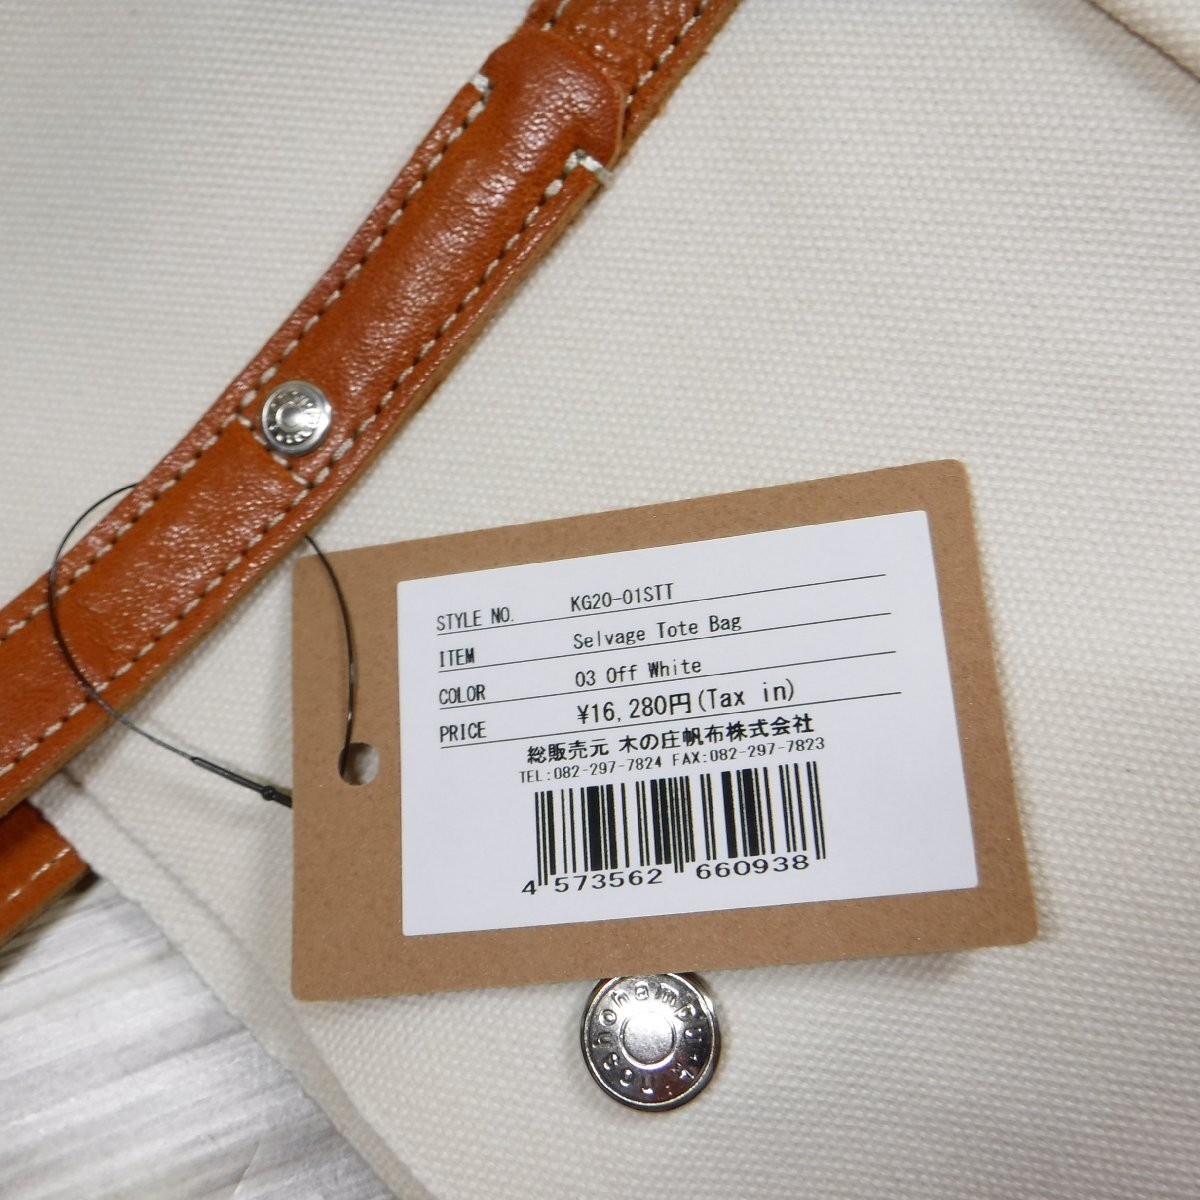 STYLE NO. KG20-01STT
ITEM Selvage Tote Bag
COLOR 03 Off White
PRICE ¥16,280円(Tax in)
総販売元 木の庄帆布株式会社
TEL:082-297-7824 FAX:082-297-7823
4 573562 660938
kinoshohampu